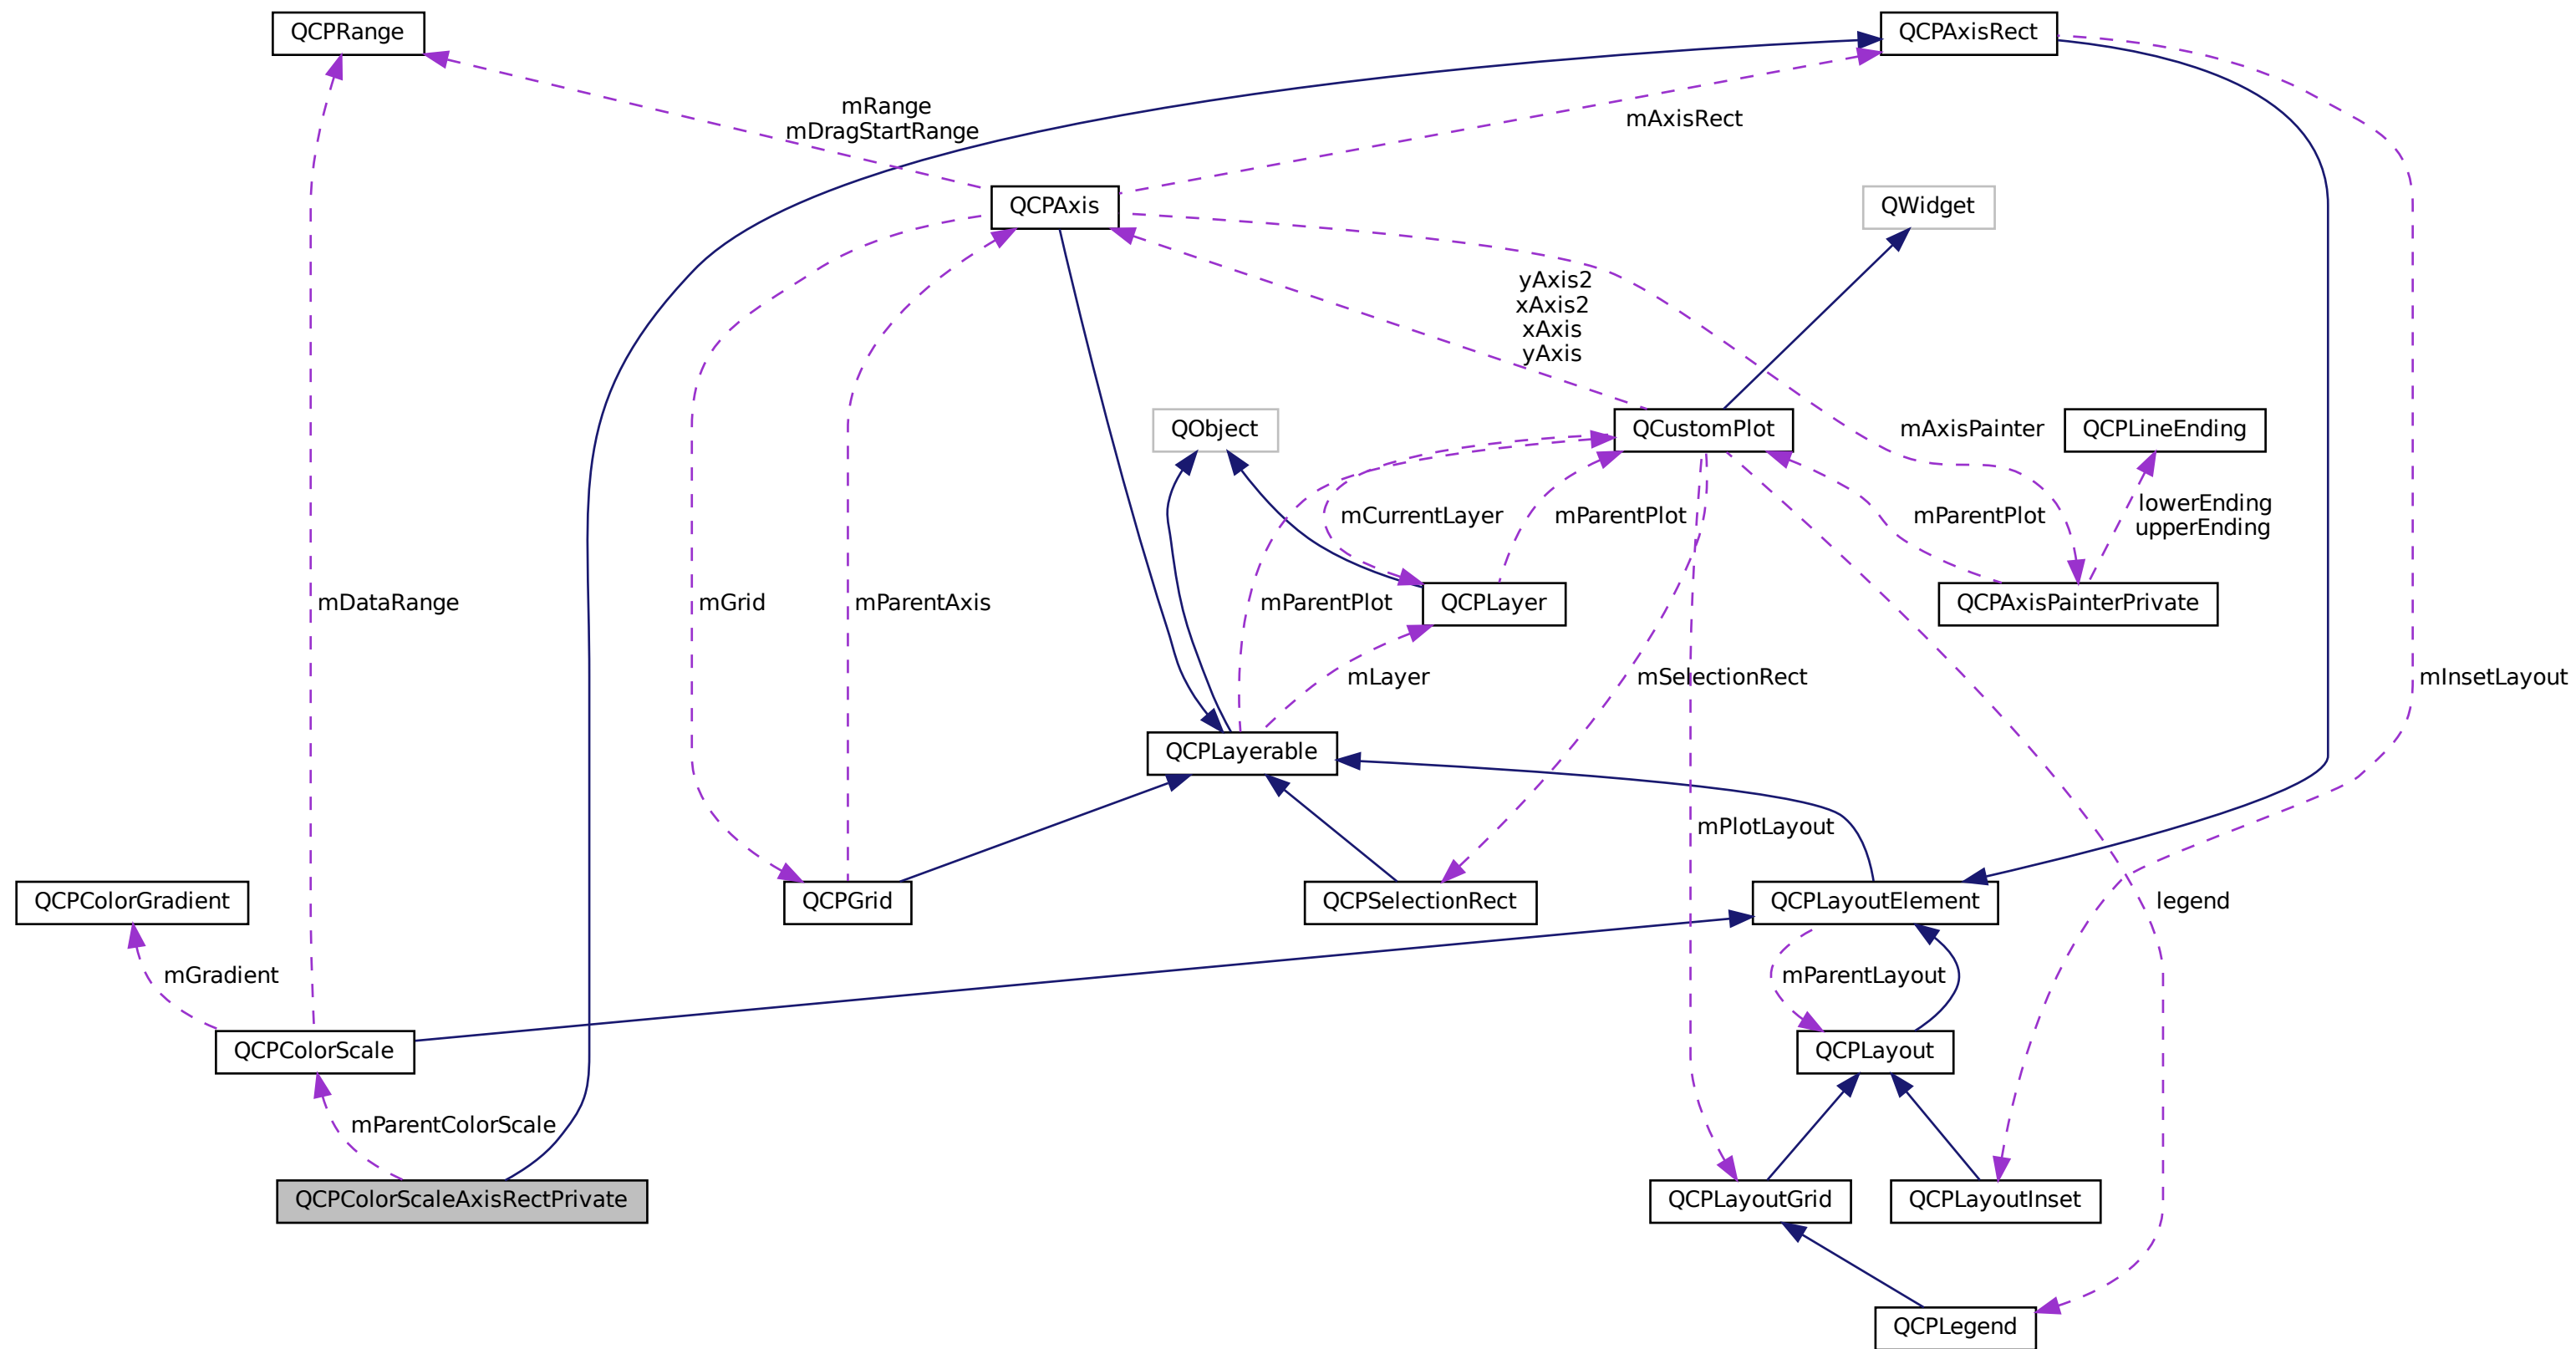 QCPRange
QCPAxisRect
mRange
mDragStartRange
mAxisRect
QCPAxis
QWidget
yAxis2
xAxis2
xAxis
yAxis
QObject
QCustomPlot
mAxisPainter
QCPLineEnding
mCurrentLayer
mParentPlot
mParentPlot
lowerEnding
upperEnding
mDataRange
mGrid
mParentAxis
mParentPlot
QCPLayer
QCPAxisPainterPrivate
mLayer
mSelectionRect
mInsetLayout
QCPLayerable
mPlotLayout
QCPColorGradient
QCPGrid
QCPSelectionRect
QCPLayoutElement
legend
mGradient
mParentLayout
QCPColorScale
QCPLayout
mParentColorScale
QCPColorScaleAxisRectPrivate
QCPLayoutGrid
QCPLayoutInset
QCPLegend